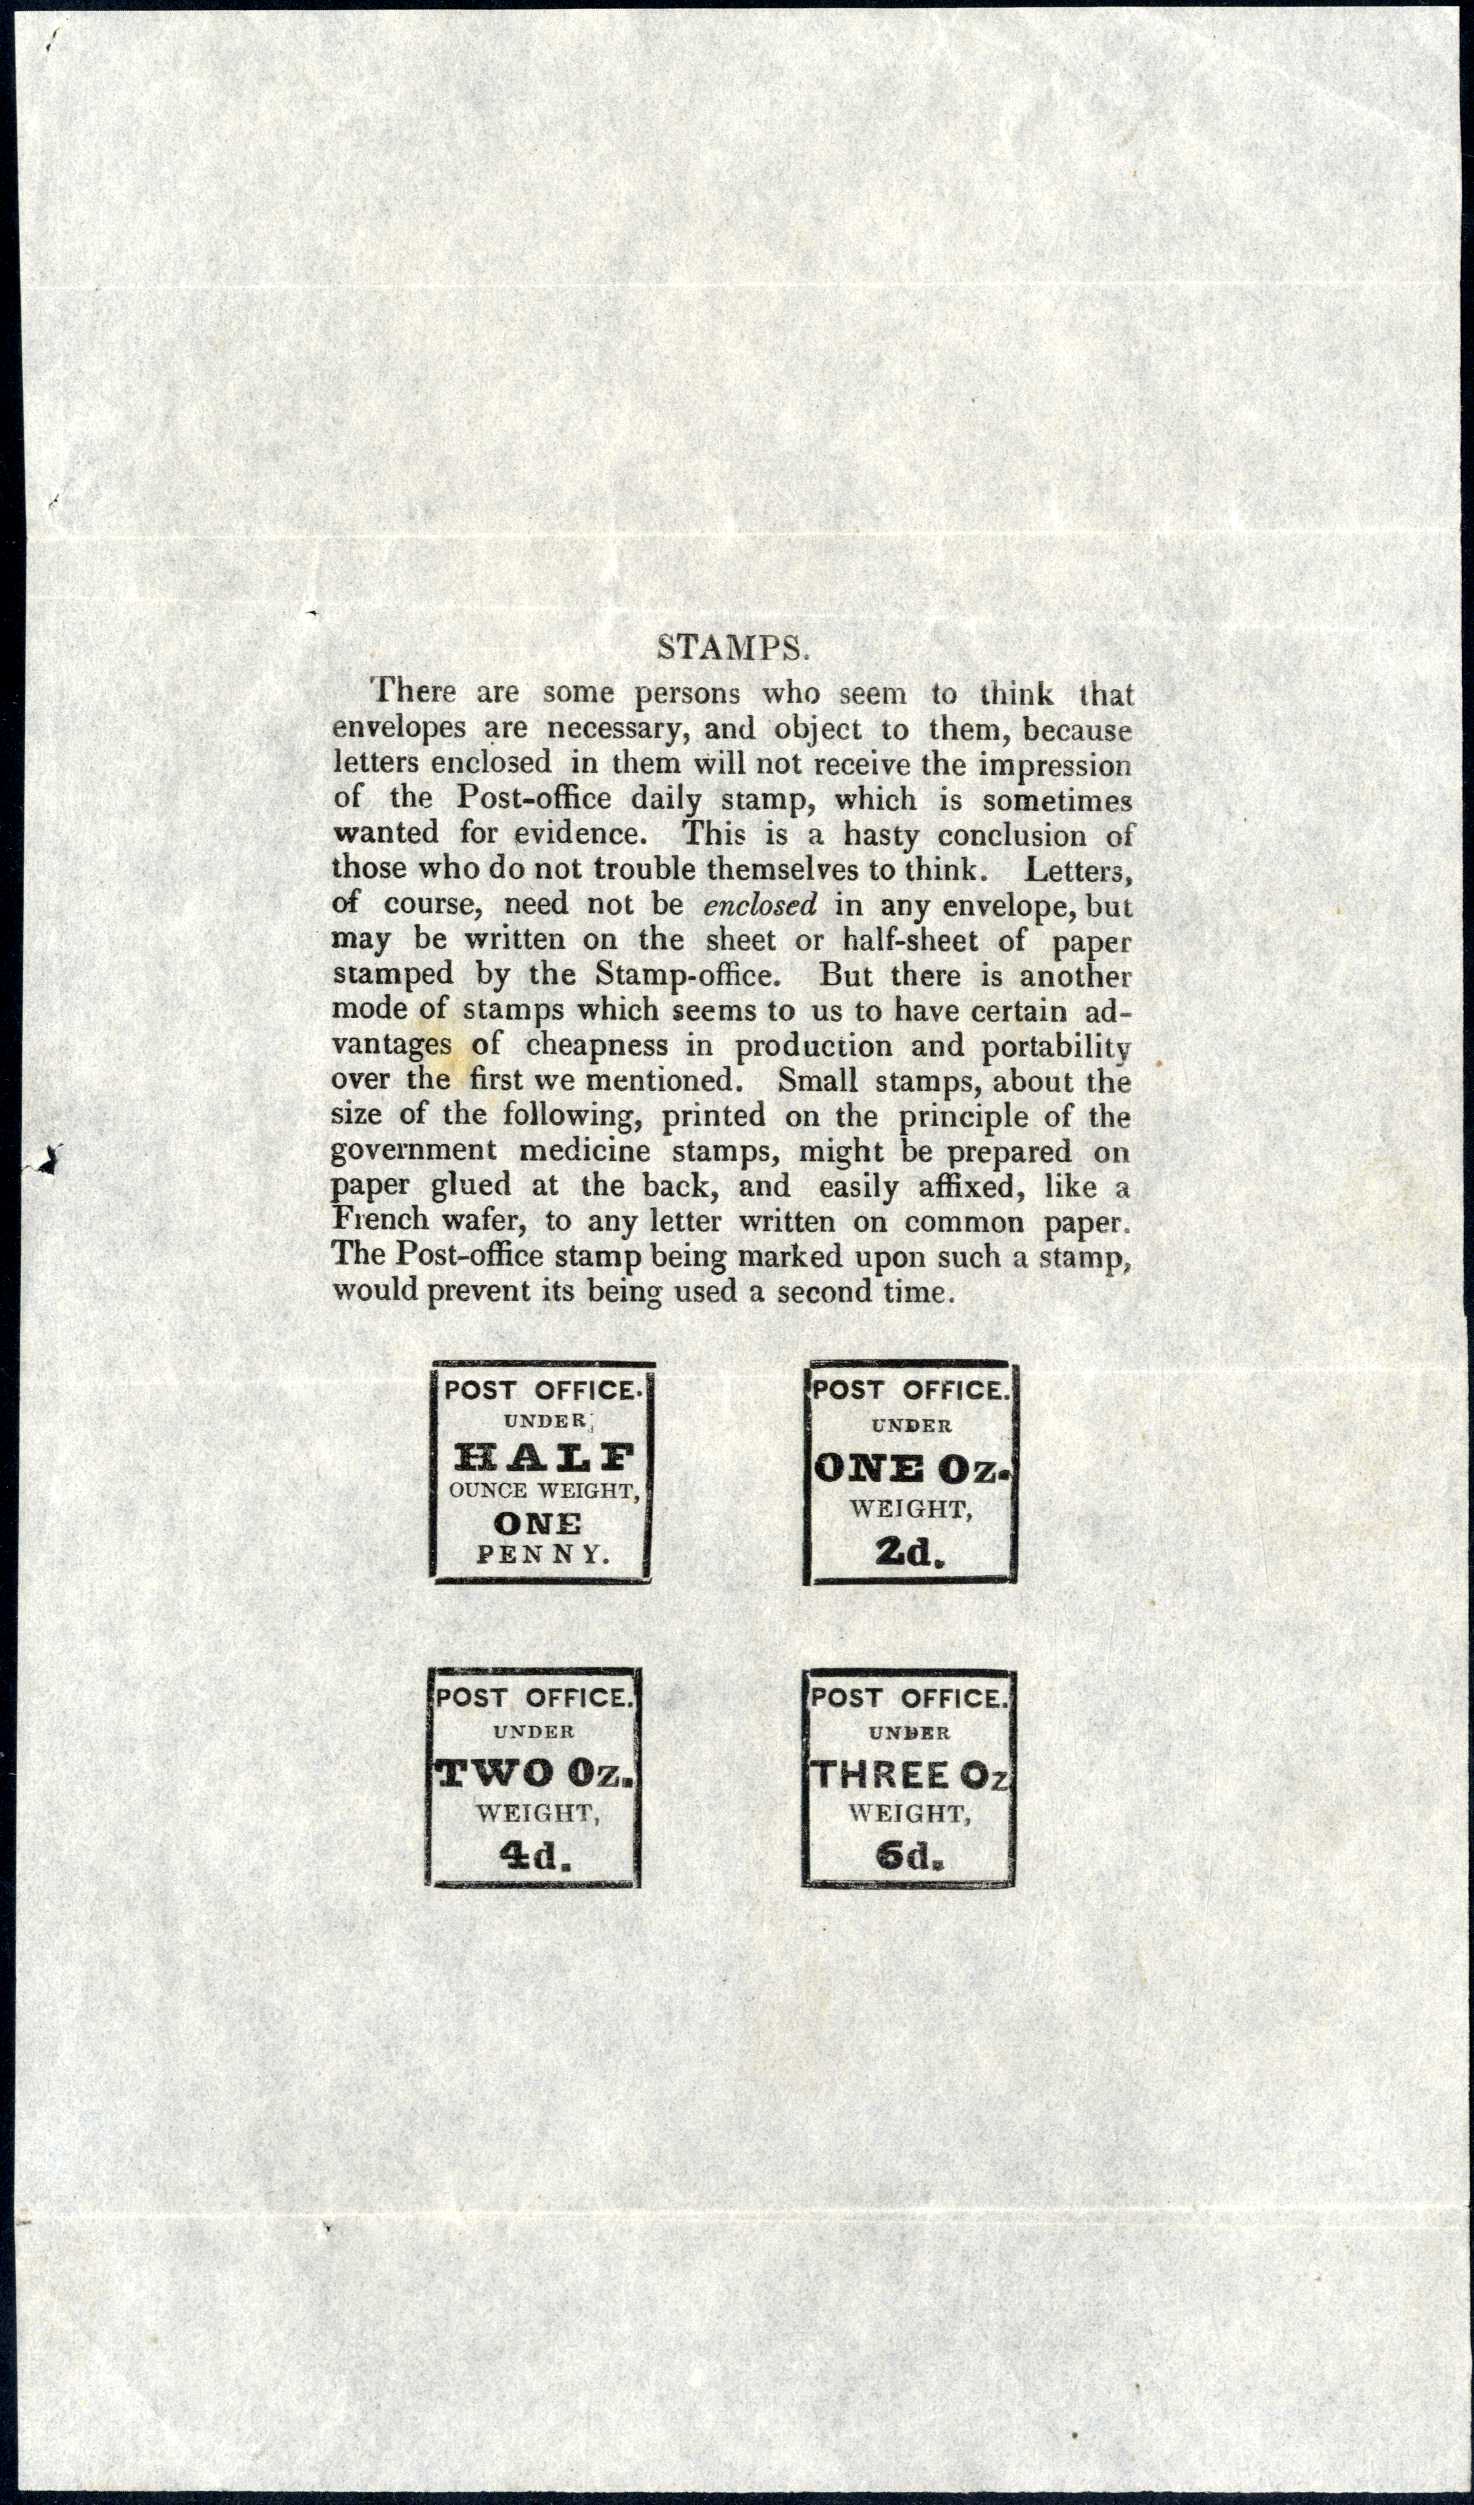 STAMPS.
There are some persons who seem to think that
envelopes are necessary, and object to them, because
letters enclosed in them will not receive the impression
of the Post-office daily stamp, which is sometimes
wanted for evidence. This is a hasty conclusion of
those who do not trouble themselves to think. Letters,
of course, need not be enclosed in any envelope, but
may be written on the sheet or half-sheet of paper
stamped by the Stamp-office. But there is another
mode of stamps which seems to us to have certain ad-
vantages of cheapness in production and portability
over the first we mentioned. Small stamps, about the
size of the following, printed on the principle of the
government medicine stamps, might be prepared on
paper glued at the back, and easily affixed, like a
French wafer, to any letter written on common paper.
The Post-office stamp being marked upon such a stamp,
would prevent its being used a second time.
POST OFFICE.
UNDER
HALF
OUNCE WEIGHT,
ONE
PENNY.
POST OFFICE.
UNDER
ONE Oz.
WEIGHT,
2d.
POST OFFICE.
UNDER
TWO Oz.
WEIGHT,
4d.
POST OFFICE.
UNDER
THREE Oz
WEIGHT,
6d.